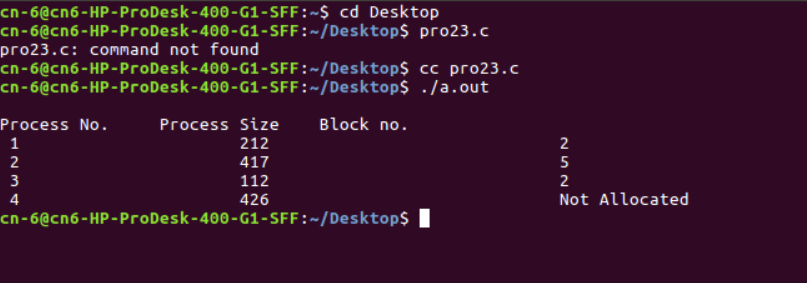 cn-6@cn6-HP-ProDesk-400-G1-SFF:~$ cd Desktop
cn-6@cn6-HP-ProDesk-400-G1-SFF:~/Desktop$ pro23.c
pro23.c: command not found
cn-6@cn6-HP-ProDesk-400-G1-SFF:~/Desktop$ cc pro23.c
cn-6@cn6-HP-ProDesk-400-G1-SFF:~/Desktop$ ./a.out

Process No.     Process Size    Block no.
 1                      212                             2
 2                      417                             5
 3                      112                             2
 4                      426                             Not Allocated
cn-6@cn6-HP-ProDesk-400-G1-SFF:~/Desktop$